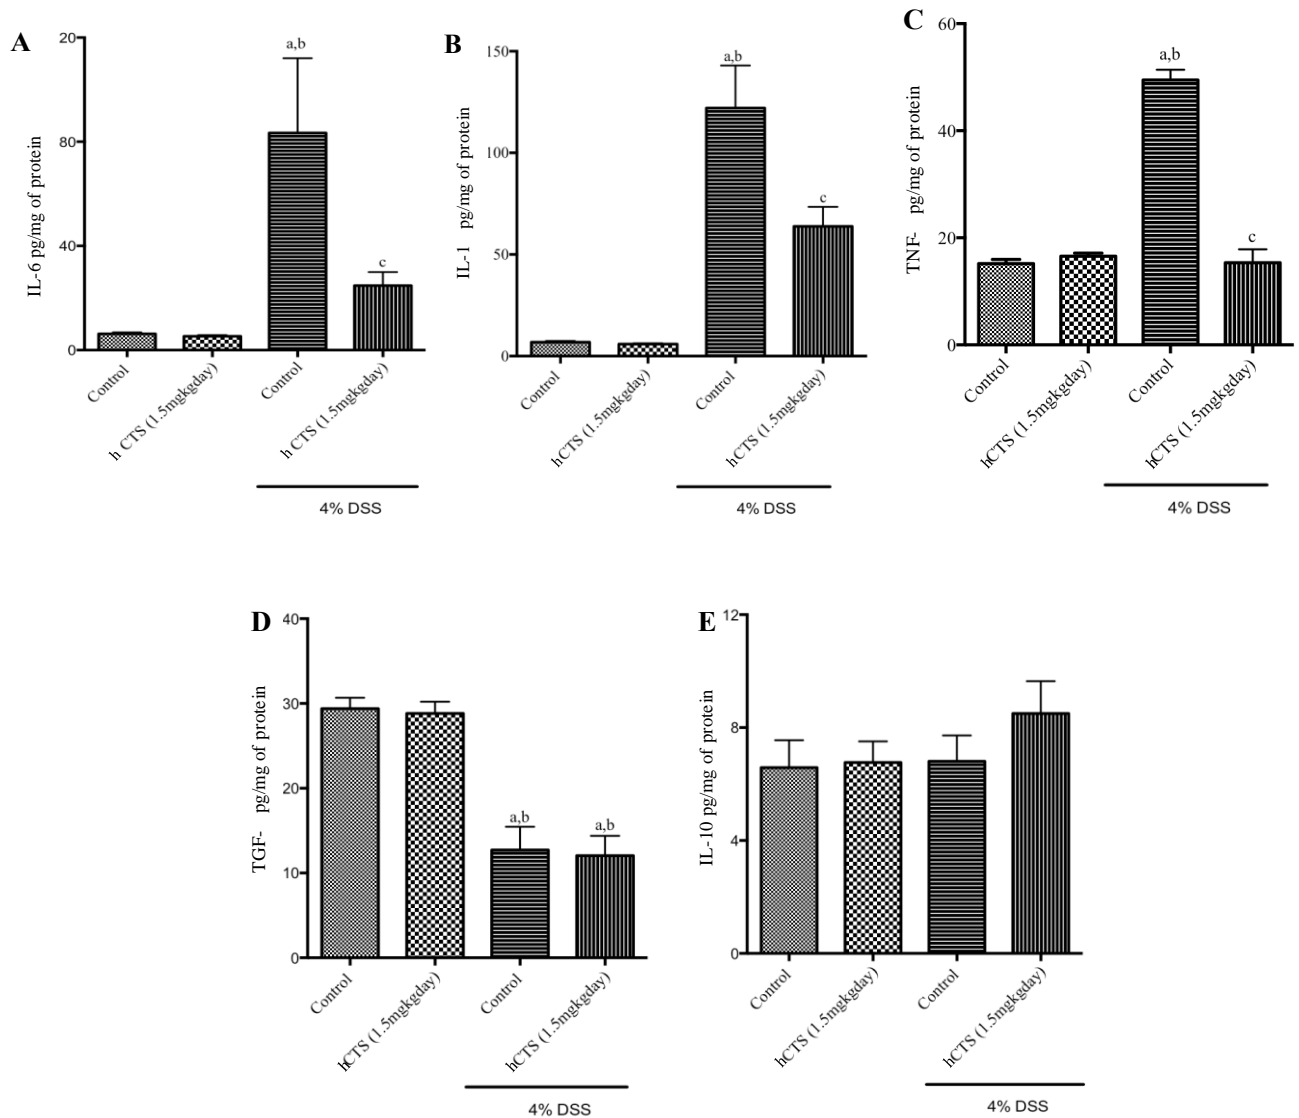 A
IL-6 pg/mg of protein
20
80
40
0
a,b
c
Control
h CTS (1.5mgkgday)
Control
h CTS (1.5mgkgday)
4% DSS
B
IL-1 pg/mg of protein
150
100
50
0
a,b
c
Control
hCTS (1.5mgkgday)
Control
hCTS (1.5mgkgday)
4% DSS
C
TNF- pg/mg of protein
60
40
20
0
a,b
c
Control
hCTS (1.5mgkgday)
Control
hCTS (1.5mgkgday)
4% DSS
D
TGF- pg/mg of protein
40
30
20
10
0
a,b
a,b
Control
hCTS (1.5mgkgday)
Control
hCTS (1.5mgkgday)
4% DSS
E
IL-10 pg/mg of protein
12
8
4
0
Control
hCTS (1.5mgkgday)
Control
hCTS (1.5mgkgday)
4% DSS